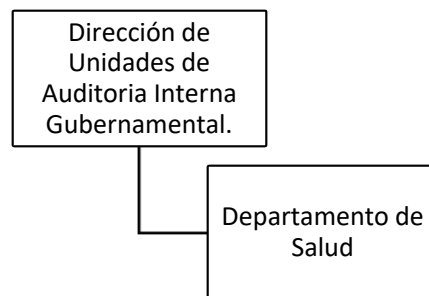 Dirección de
Unidades de
Auditoria Interna
Gubernamental.
Departamento de
Salud